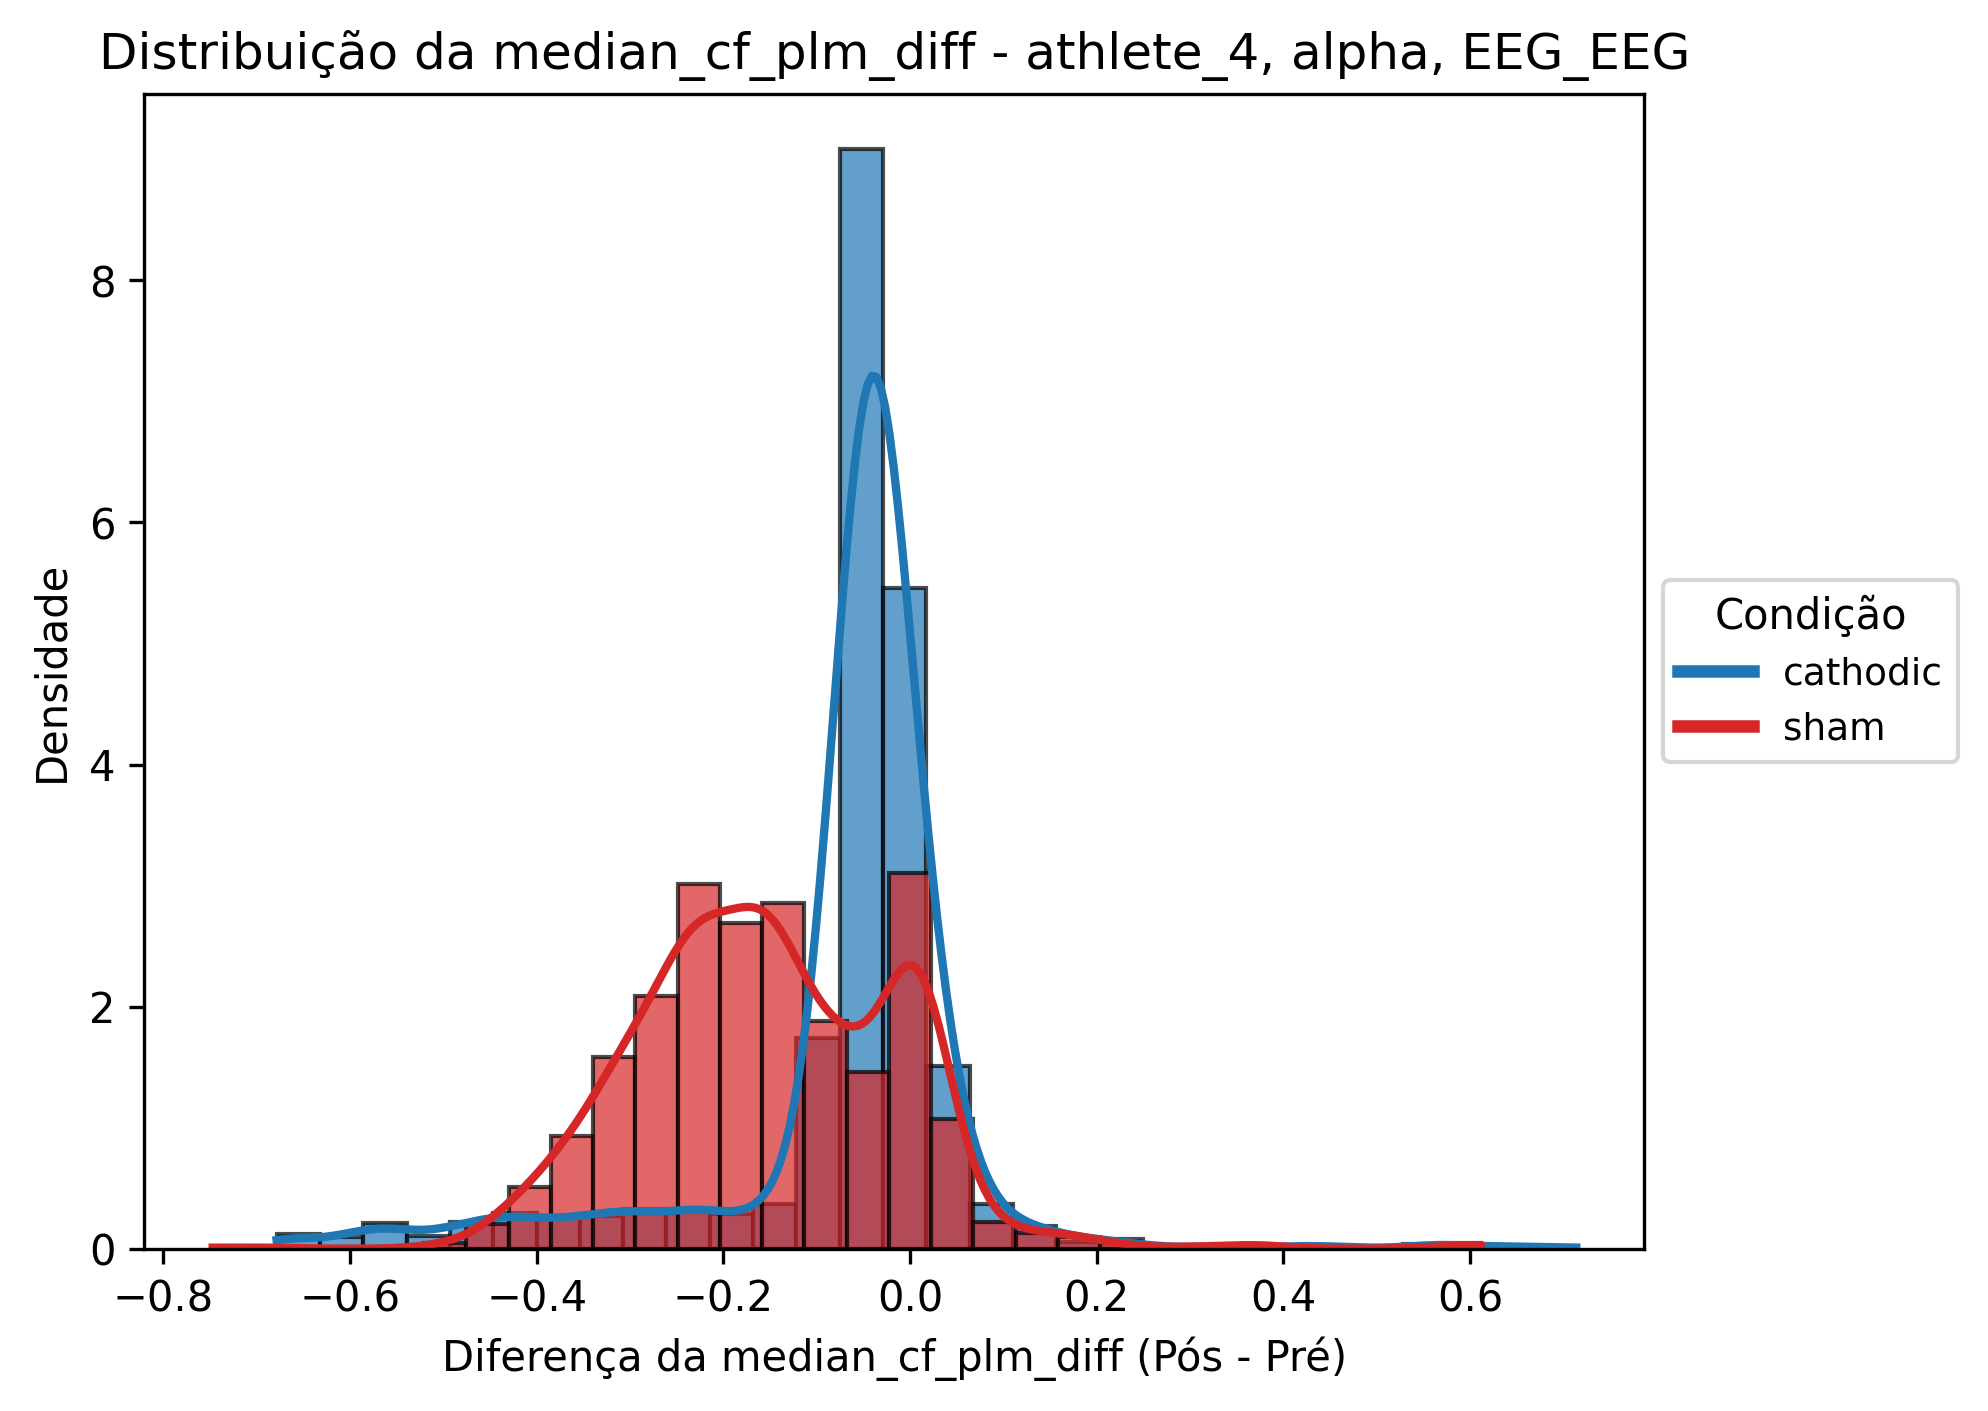 Distribuição da median_cf_plm_diff - athlete_4, alpha, EEG_EEG
Densidade
8
6
4
2
0
−0.8
−0.6
−0.4
−0.2
0.0
0.2
0.4
0.6
Diferença da median_cf_plm_diff (Pós - Pré)
Condição
cathodic
sham